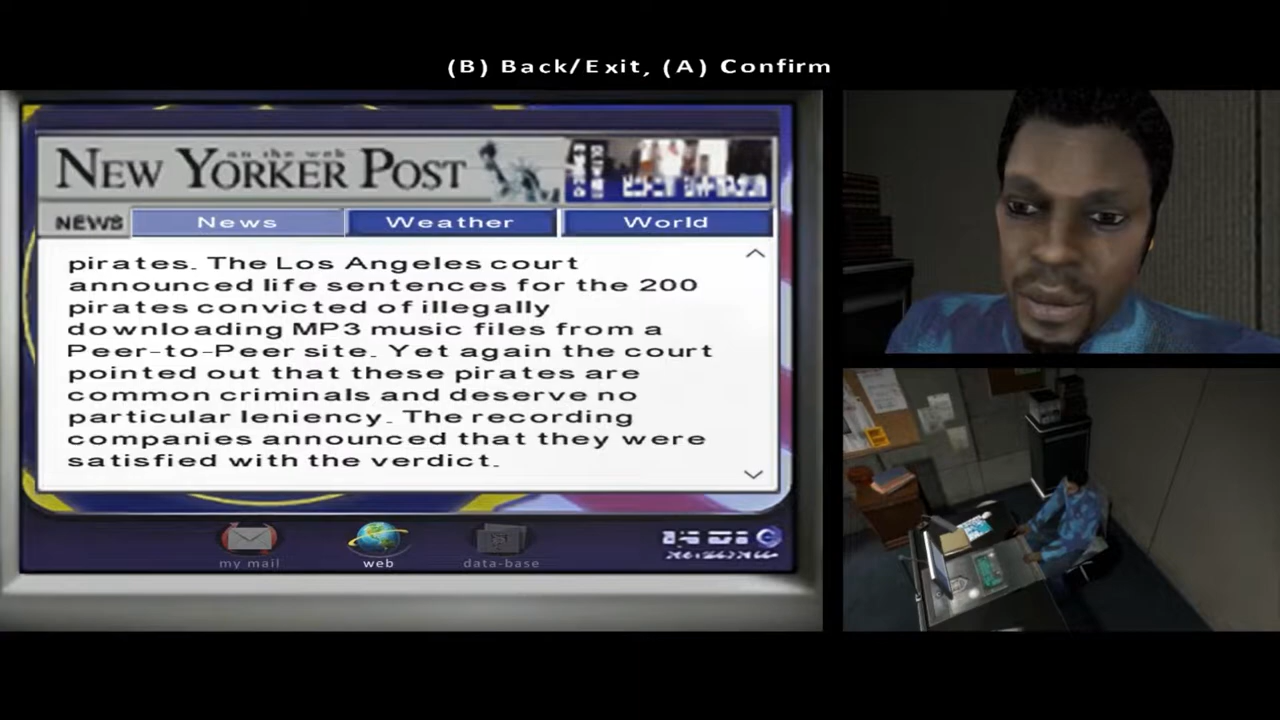 (B) Back/Exit, (A) Confirm
on the web
NEW YORKER POST
NEWS
News
Weather
World
pirates. The Los Angeles court
announced life sentences for the 200
pirates convicted of illegally
downloading MP3 music files from a
Peer-to-Peer site. Yet again the court
pointed out that these pirates are
common criminals and deserve no
particular leniency. The recording
companies announced that they were
satisfied with the verdict.
my mail
web
data-base